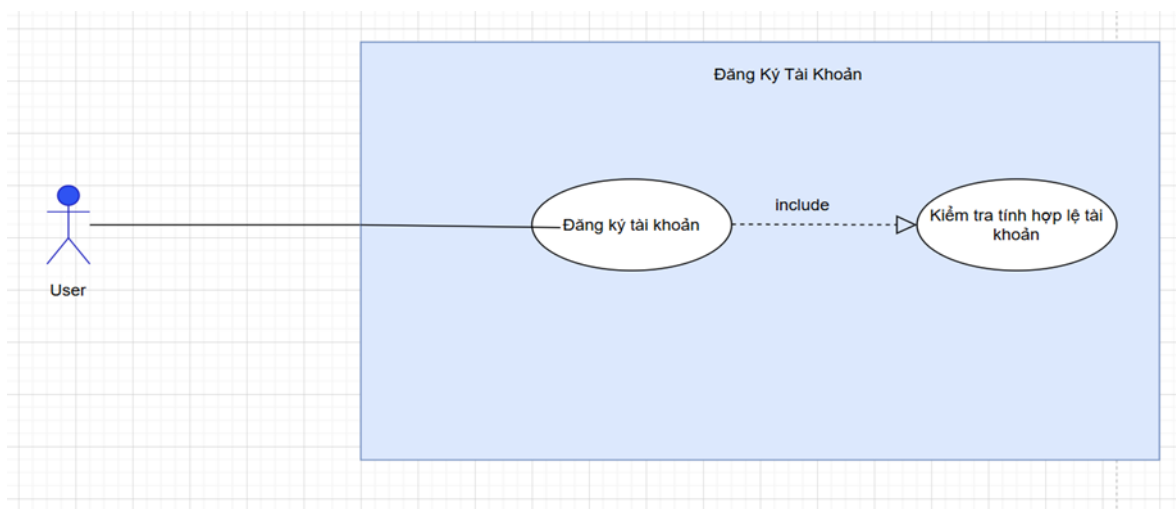 Đăng Ký Tài Khoản
User
Đăng ký tài khoản
include
Kiểm tra tính hợp lệ tài
khoản